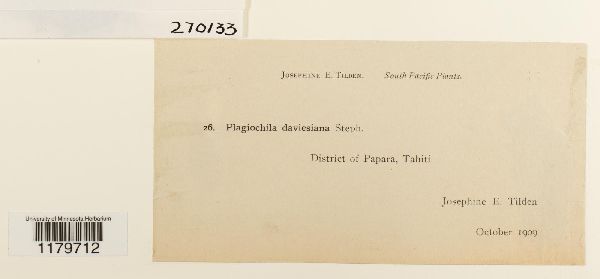 270133
Josephine E. Tilden. South Pacific Plants.
26. Plagiochila daviesiana Steph.
District of Papara, Tahiti
Josephine E. Tilden
October 1909
University of Minnesota Herbarium
1179712